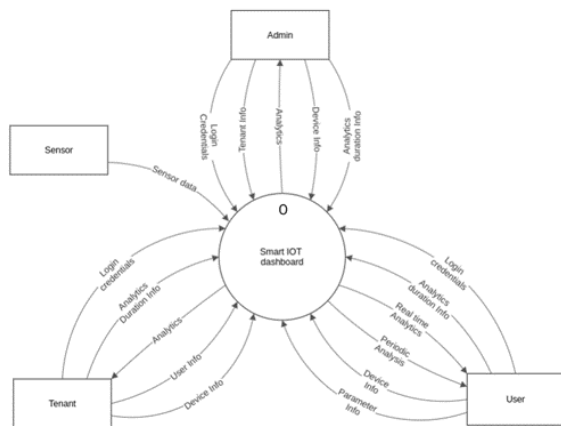 Admin
Login
Credentials
Tenant Info
Analytics
Device Info
Analytics
duration Info
Sensor
Sensor data
0
Smart IOT
dashboard
Login
credentials
Analytics
Duration Info
Analytics
User Info
Device Info
Tenant
Login
credentials
Analytics
duration Info
Real time
Analytics
Periodic
Analysis
Device
Info
Parameter
Info
User